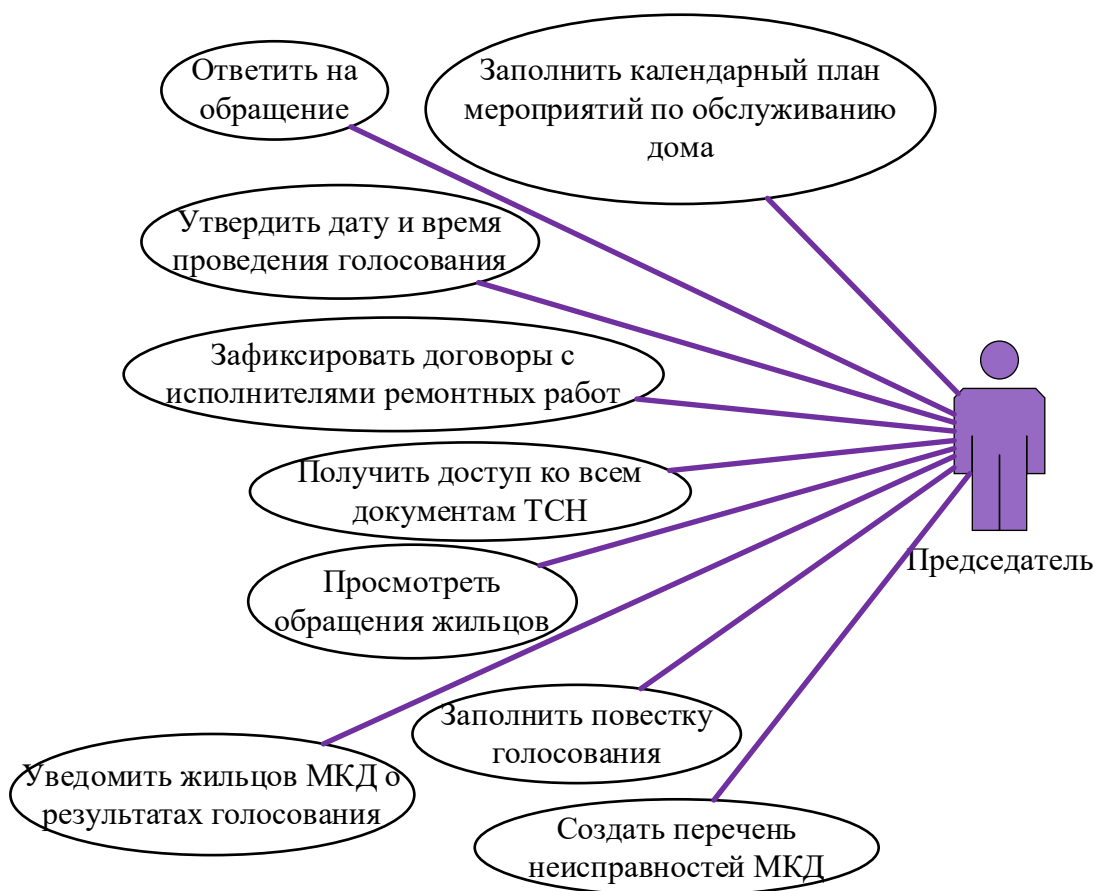 Ответить на
обращение
Заполнить календарный план
мероприятий по обслуживанию
дома
Утвердить дату и время
проведения голосования
Зафиксировать договоры с
исполнителями ремонтных работ
Получить доступ ко всем
документам ТСН
Председатель
Просмотреть
обращения жильцов
Заполнить повестку
голосования
Уведомить жильцов МКД о
результатах голосования
Создать перечень
неисправностей МКД